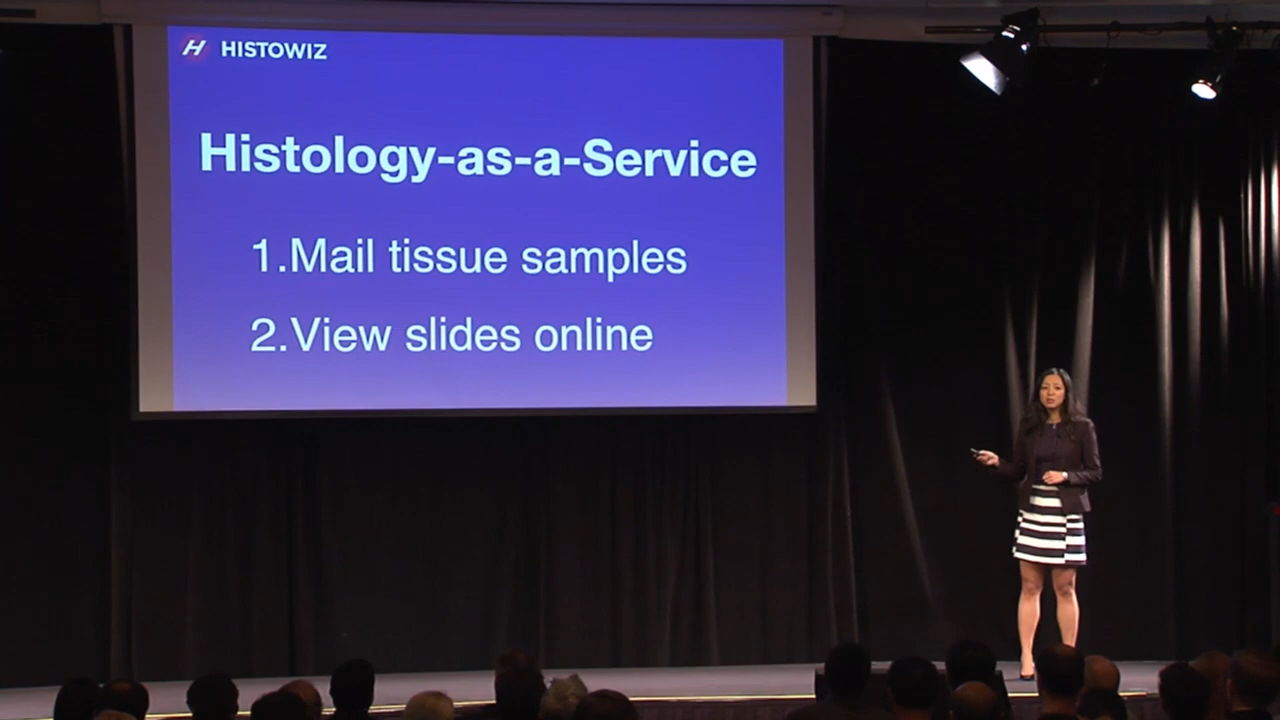 H HISTOWIZ
Histology-as-a-Service
1.Mail tissue samples
2.View slides online